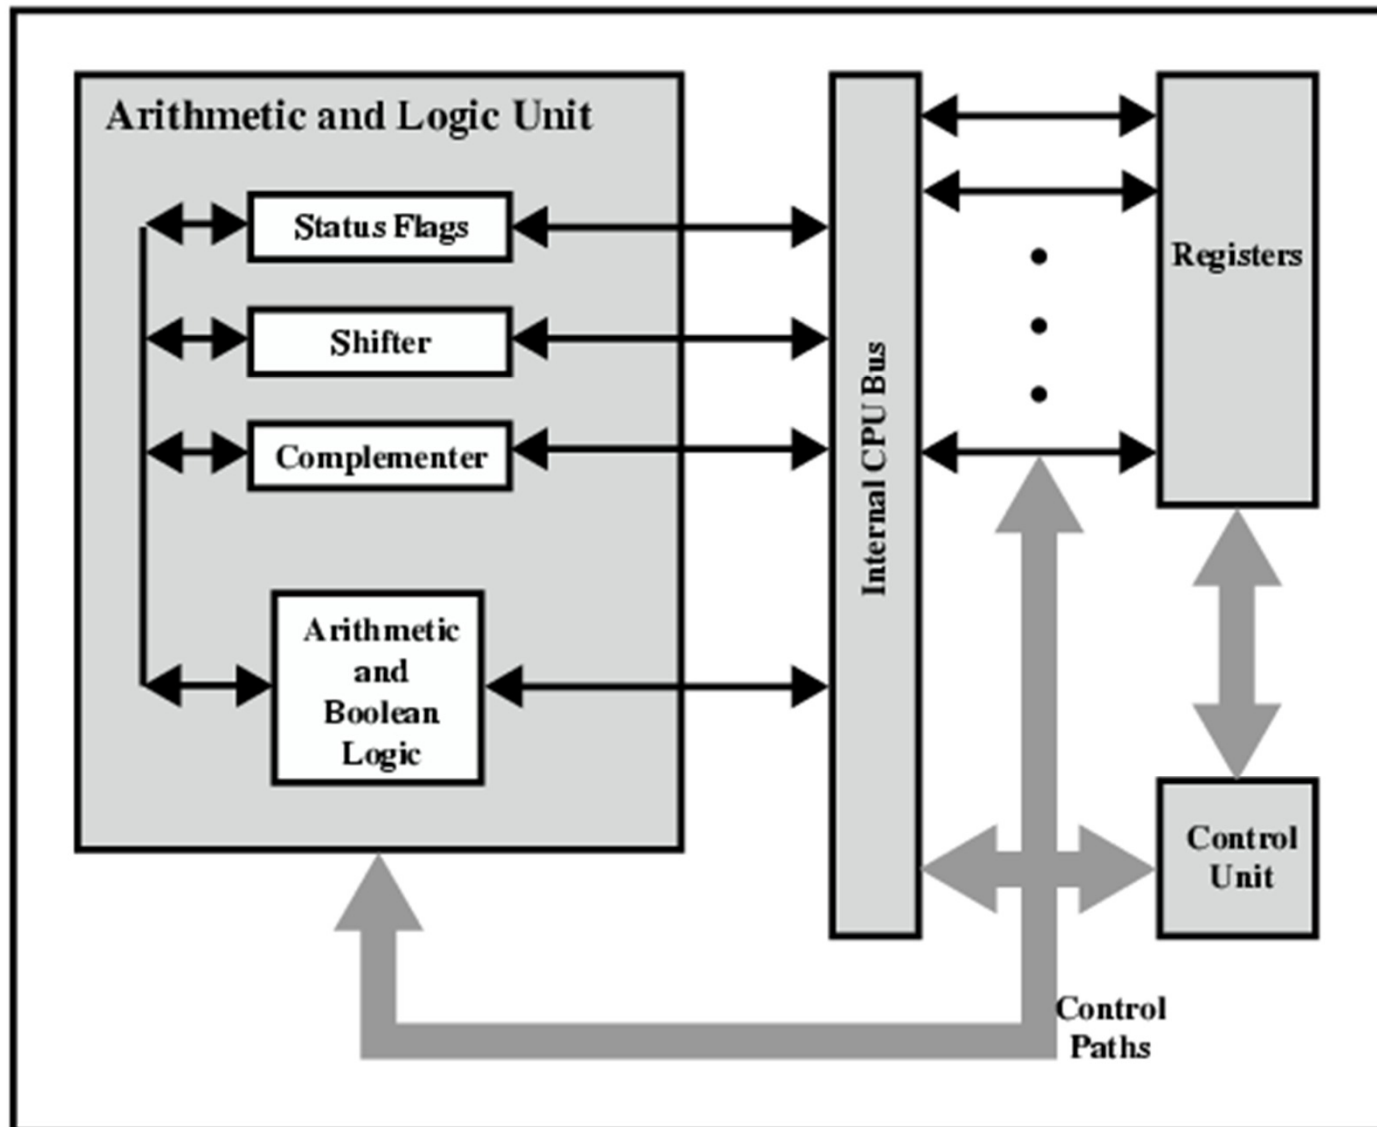 Arithmetic and Logic Unit
Status Flags
Shifter
Complementer
Arithmetic
and
Boolean
Logic
Internal CPU Bus
Registers
Control
Unit
Control
Paths